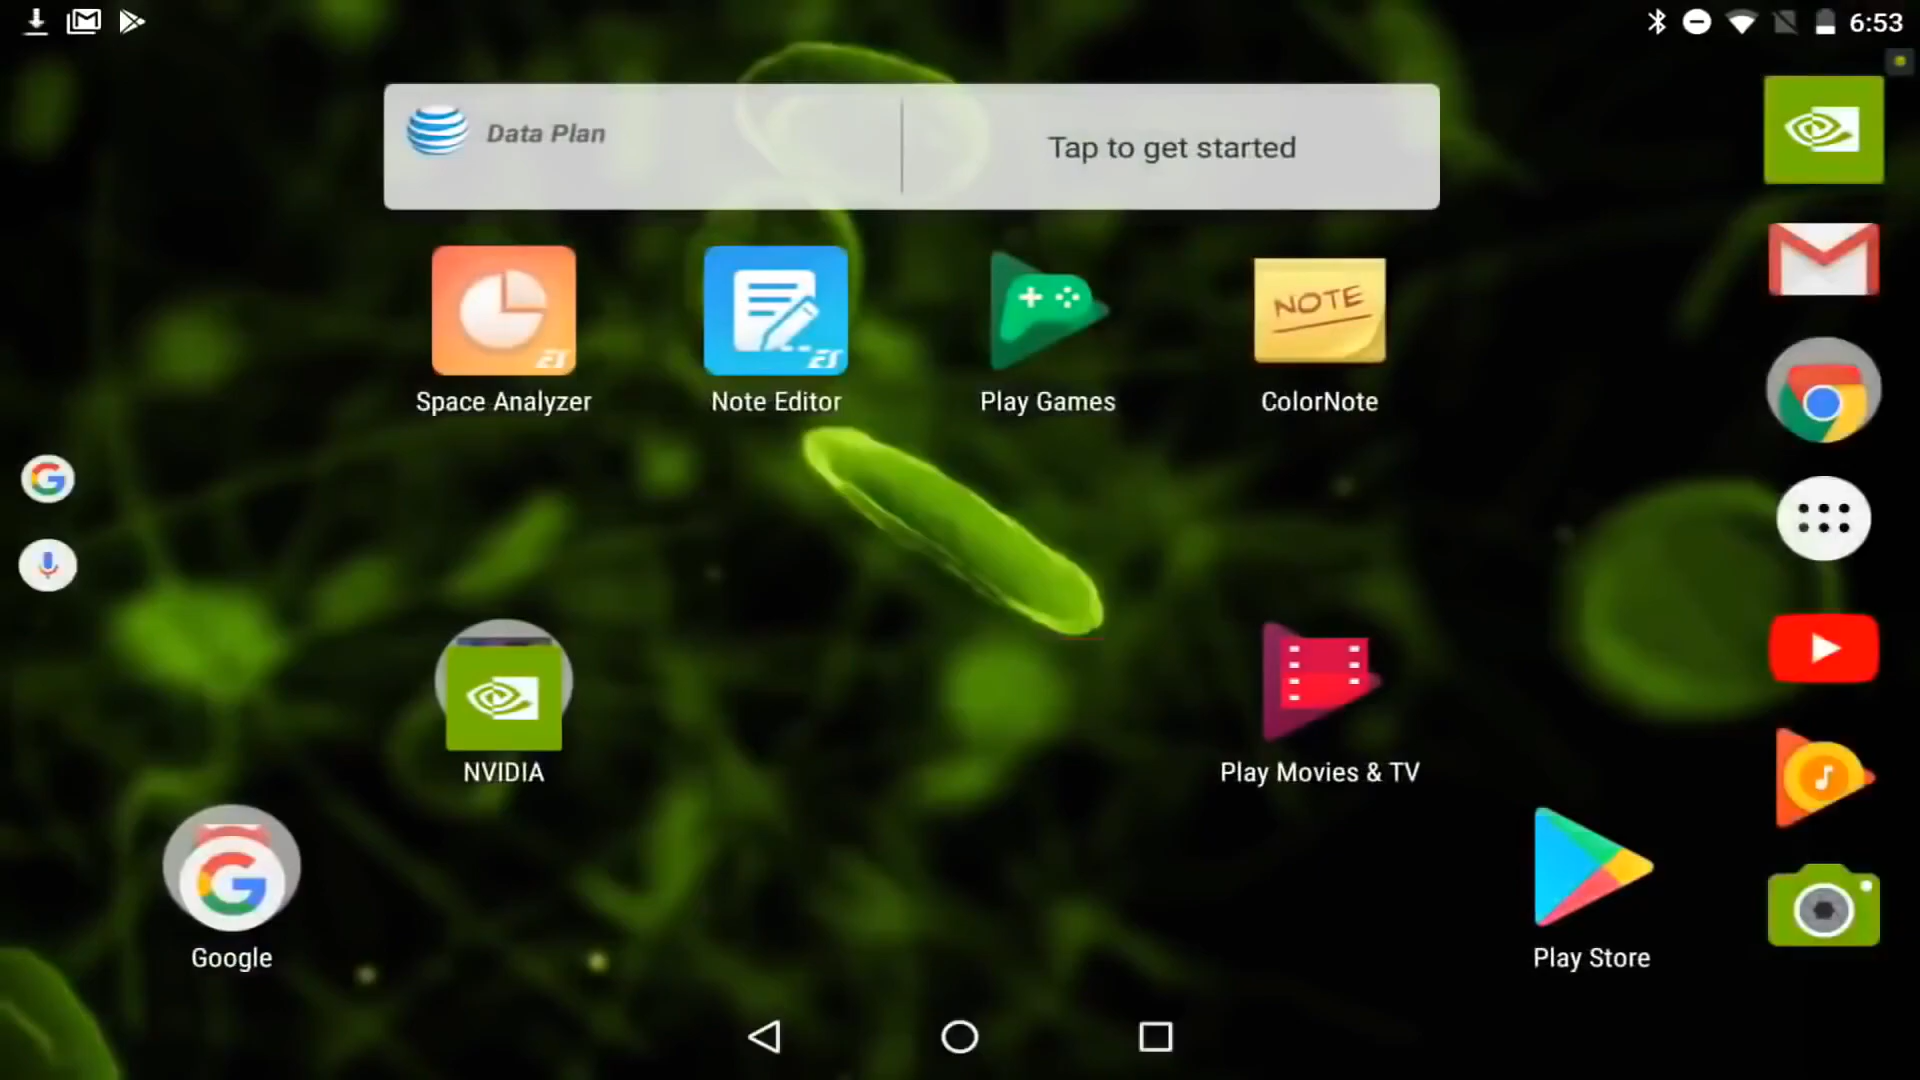 6:53
Data Plan
Tap to get started
Space Analyzer
Note Editor
Play Games
NOTE
ColorNote
NVIDIA
Play Movies & TV
Google
Play Store